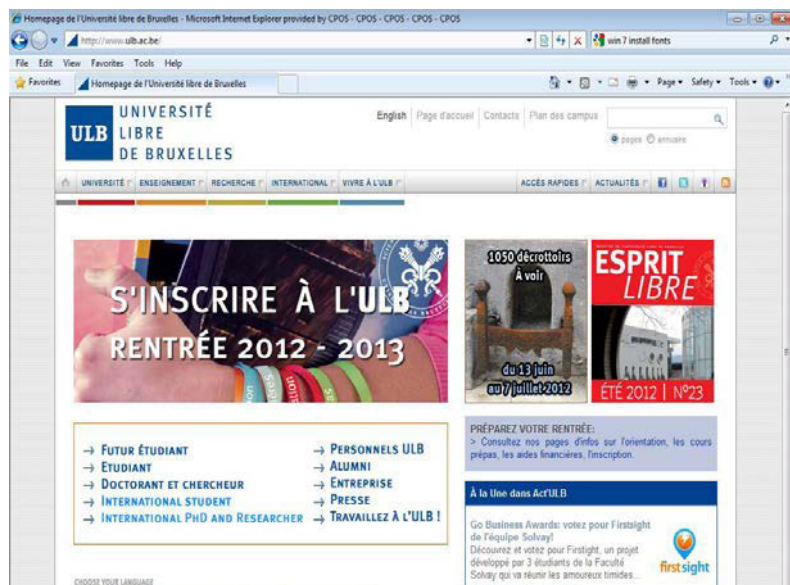 Homepage de l'Université libre de Bruxelles - Microsoft Internet Explorer provided by CPOS - CPOS - CPOS - CPOS - CPOS
http://www.ulb.ac.be/
win 7 install fonts
File Edit View Favorites Tools Help
Favorites
Homepage de l'Université libre de Bruxelles
Page Safety Tools
ULB
UNIVERSITÉ
LIBRE
DE BRUXELLES
English Page d'accueil Contacts Plan des campus
pages annuaire
UNIVERSITÉ ENSEIGNEMENT RECHERCHE INTERNATIONAL VIVRE À L'ULB ACCÈS RAPIDES ACTUALITÉS
S'INSCRIRE À L'ULB
RENTRÉE 2012 - 2013
1050 décrottoirs
À voir
du 13 juin
au 7 juillet 2012
ESPRIT
LIBRE
ÉTÉ 2012 | N°23
→ FUTUR ÉTUDIANT
→ ETUDIANT
→ DOCTORANT ET CHERCHEUR
→ INTERNATIONAL STUDENT
→ INTERNATIONAL PHD AND RESEARCHER
→ PERSONNELS ULB
→ ALUMNI
→ ENTREPRISE
→ PRESSE
→ TRAVAILLEZ À L'ULB !
PRÉPAREZ VOTRE RENTRÉE:
> Consultez nos pages d'infos sur l'orientation, les cours
prépas, les aides financières, l'inscription.
À la Une dans Act'ULB
Go Business Awards: votez pour Firstsight
de l'équipe Solvay!
Découvrez et votez pour Firstight, un projet
développé par 3 étudiants de la Faculté
Solvay qui va réunir les amoureux timides...
first sight
CHOOSE YOUR LANGUAGE